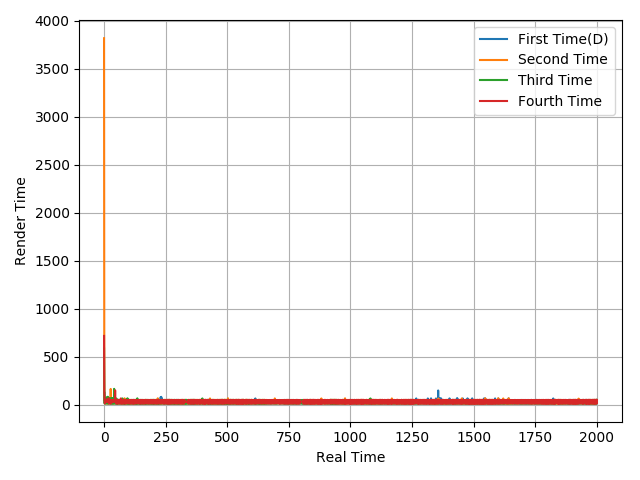 4000
3500
3000
2500
2000
1500
1000
500
0
Render Time
First Time(D)
Second Time
Third Time
Fourth Time
0 250 500 750 1000 1250 1500 1750 2000
Real Time